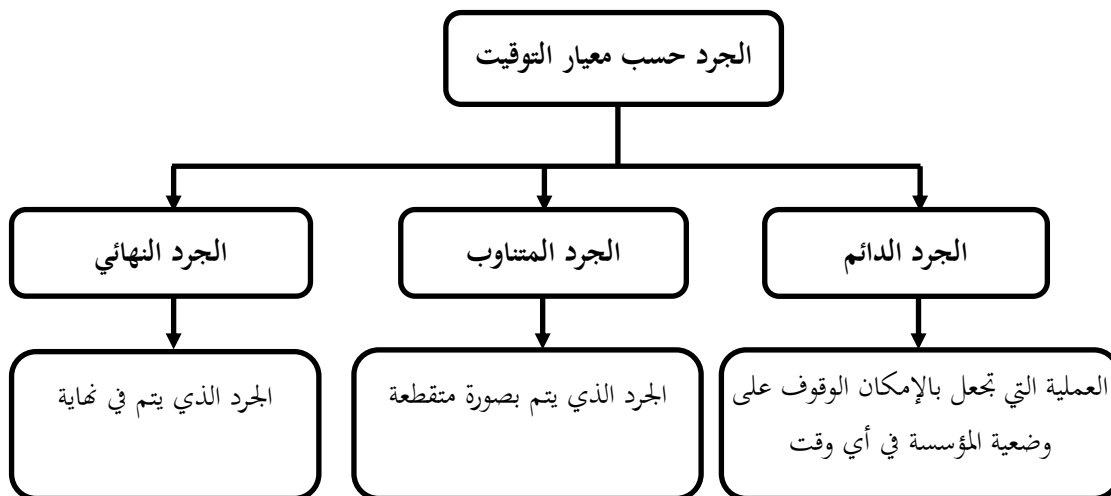 الجرد حسب معيار التوقيت
الجرد الدائم
الجرد المتناوب
الجرد النهائي
العملية التي تجعل بالإمكان الوقوف على
وضعية المؤسسة في أي وقت
الجرد الذي يتم بصورة متقطعة
الجرد الذي يتم في نهاية